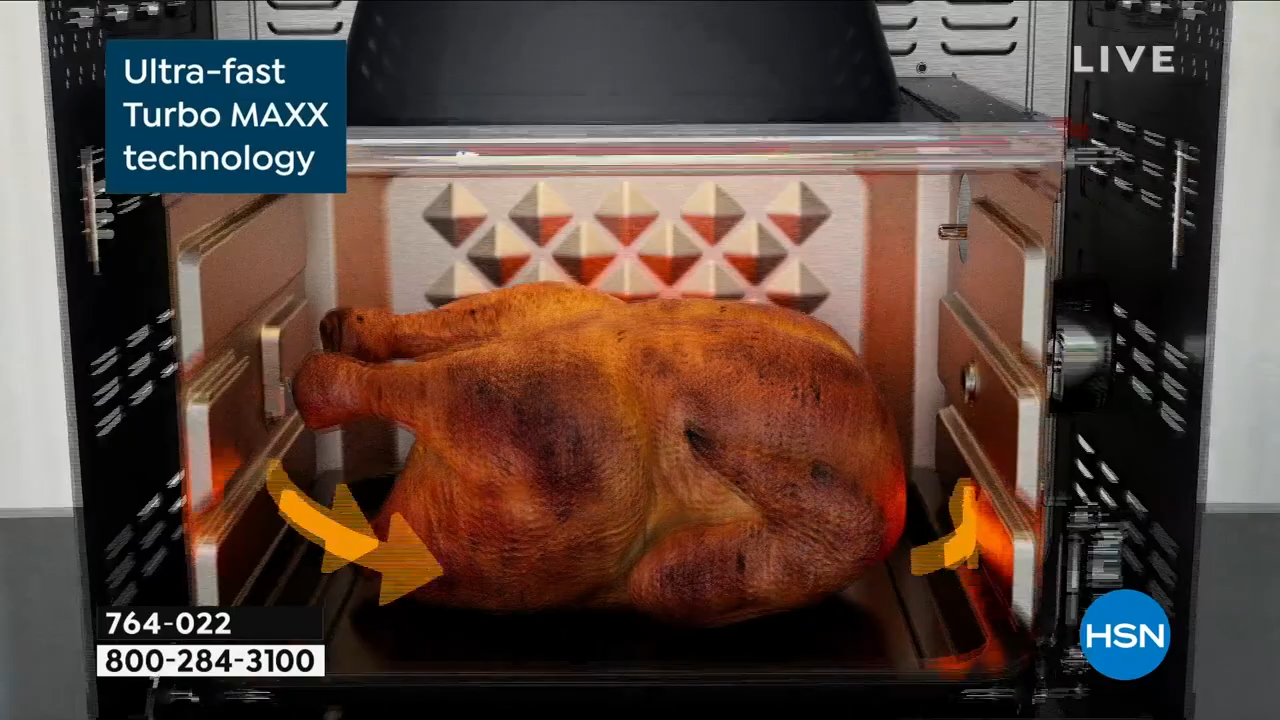 Ultra-fast
Turbo MAXX
technology
LIVE
764-022
800-284-3100
HSN